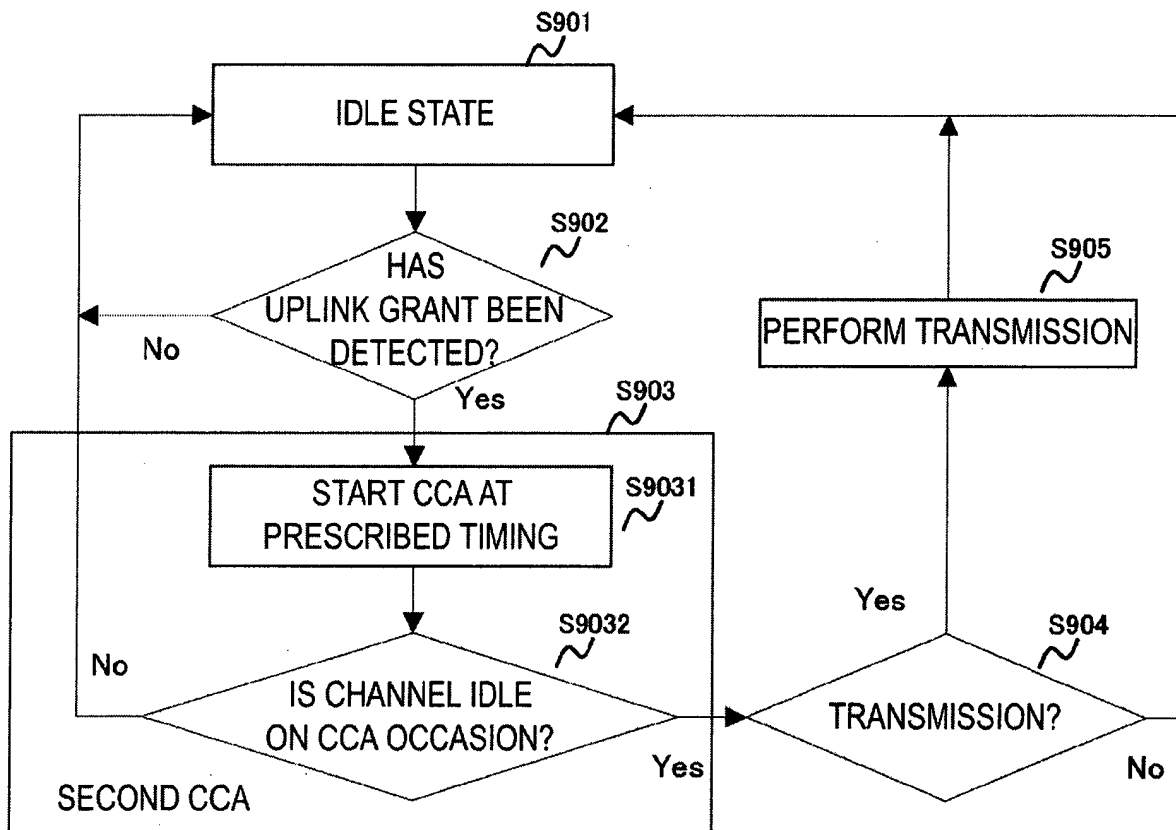 S901
IDLE STATE
S902
HAS
UPLINK GRANT BEEN
DETECTED?
No
Yes
S905
PERFORM TRANSMISSION
S903
START CCA AT
PRESCRIBED TIMING
S9031
Yes
S9032
No
IS CHANNEL IDLE
ON CCA OCCASION?
Yes
S904
TRANSMISSION?
No
SECOND CCA